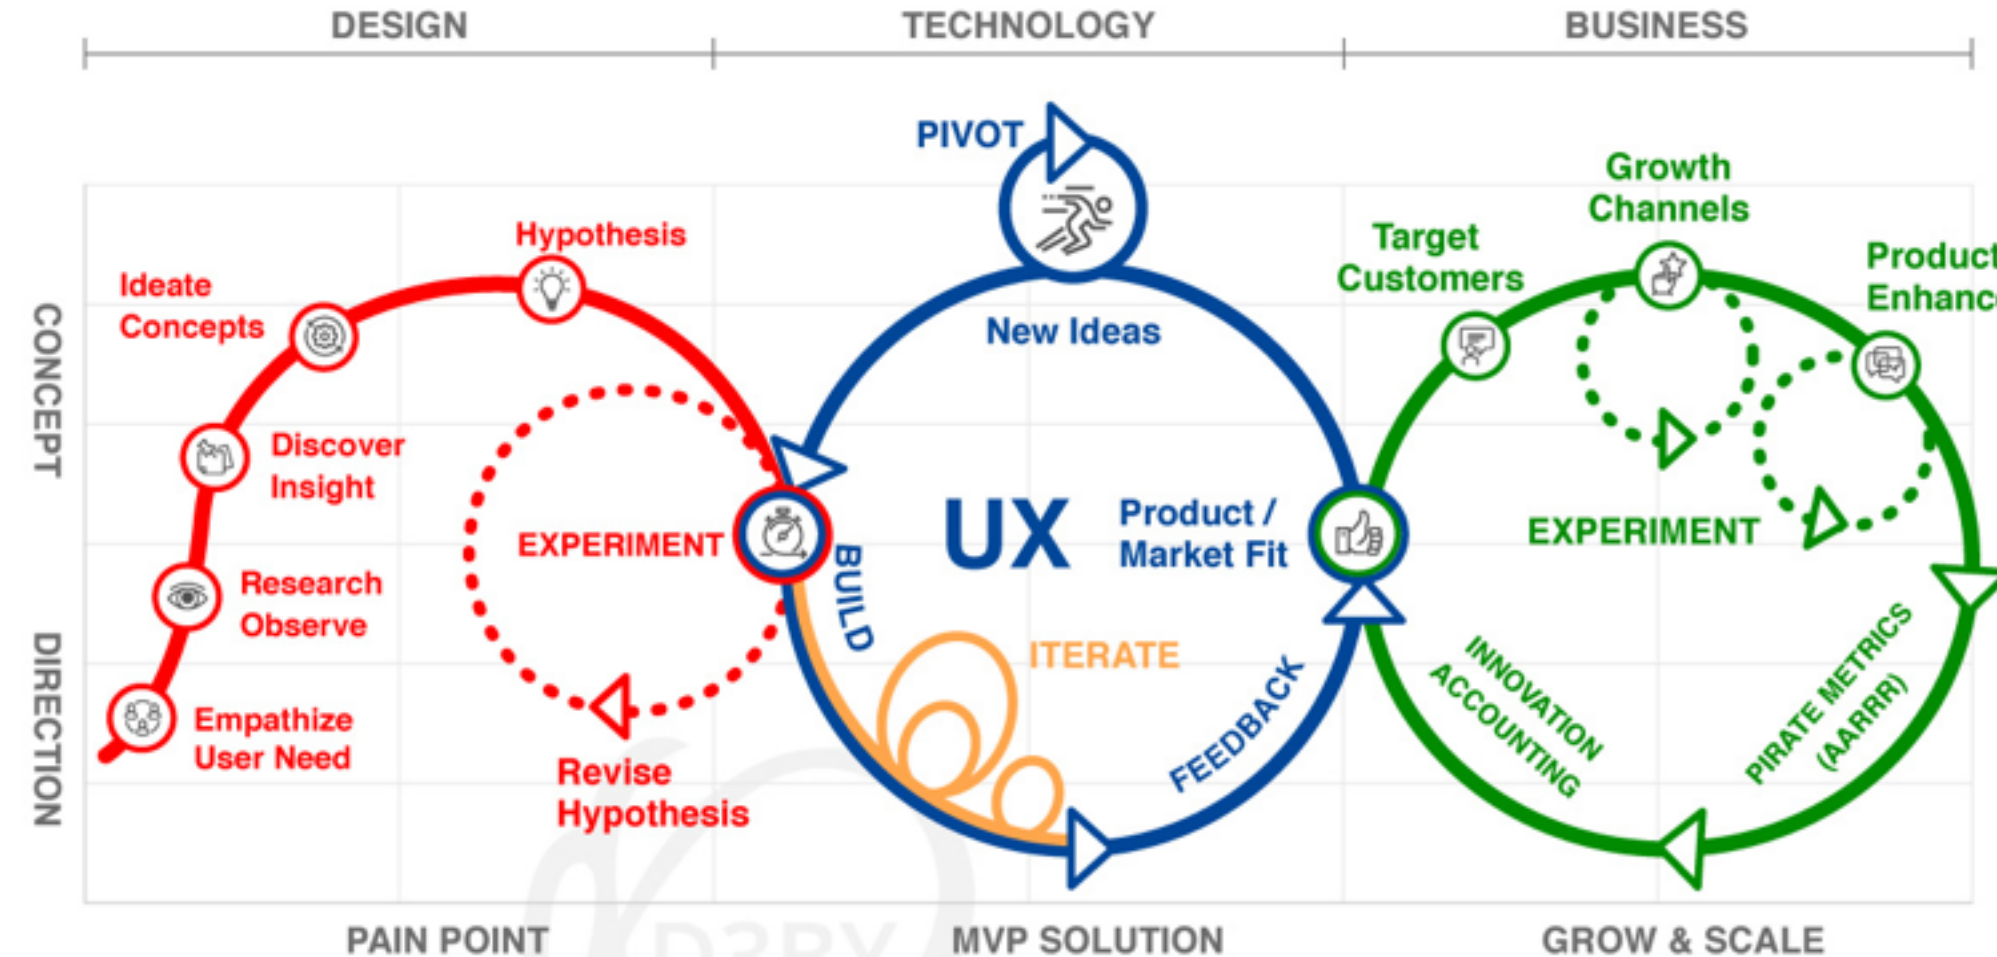 DESIGN
TECHNOLOGY
BUSINESS
PIVOT
Growth
Channels
Hypothesis
Target
Customers
Product
Enhanc
Ideate
Concepts
New Ideas
CONCEPT
Discover
Insight
UX
Product /
Market Fit
EXPERIMENT
EXPERIMENT
BUILD
Research
Observe
ITERATE
DIRECTION
FEEDBACK
INNOVATION
ACCOUNTING
PIRATE METRICS
(AARRR)
Empathize
User Need
Revise
Hypothesis
PAIN POINT
MVP SOLUTION
GROW & SCALE